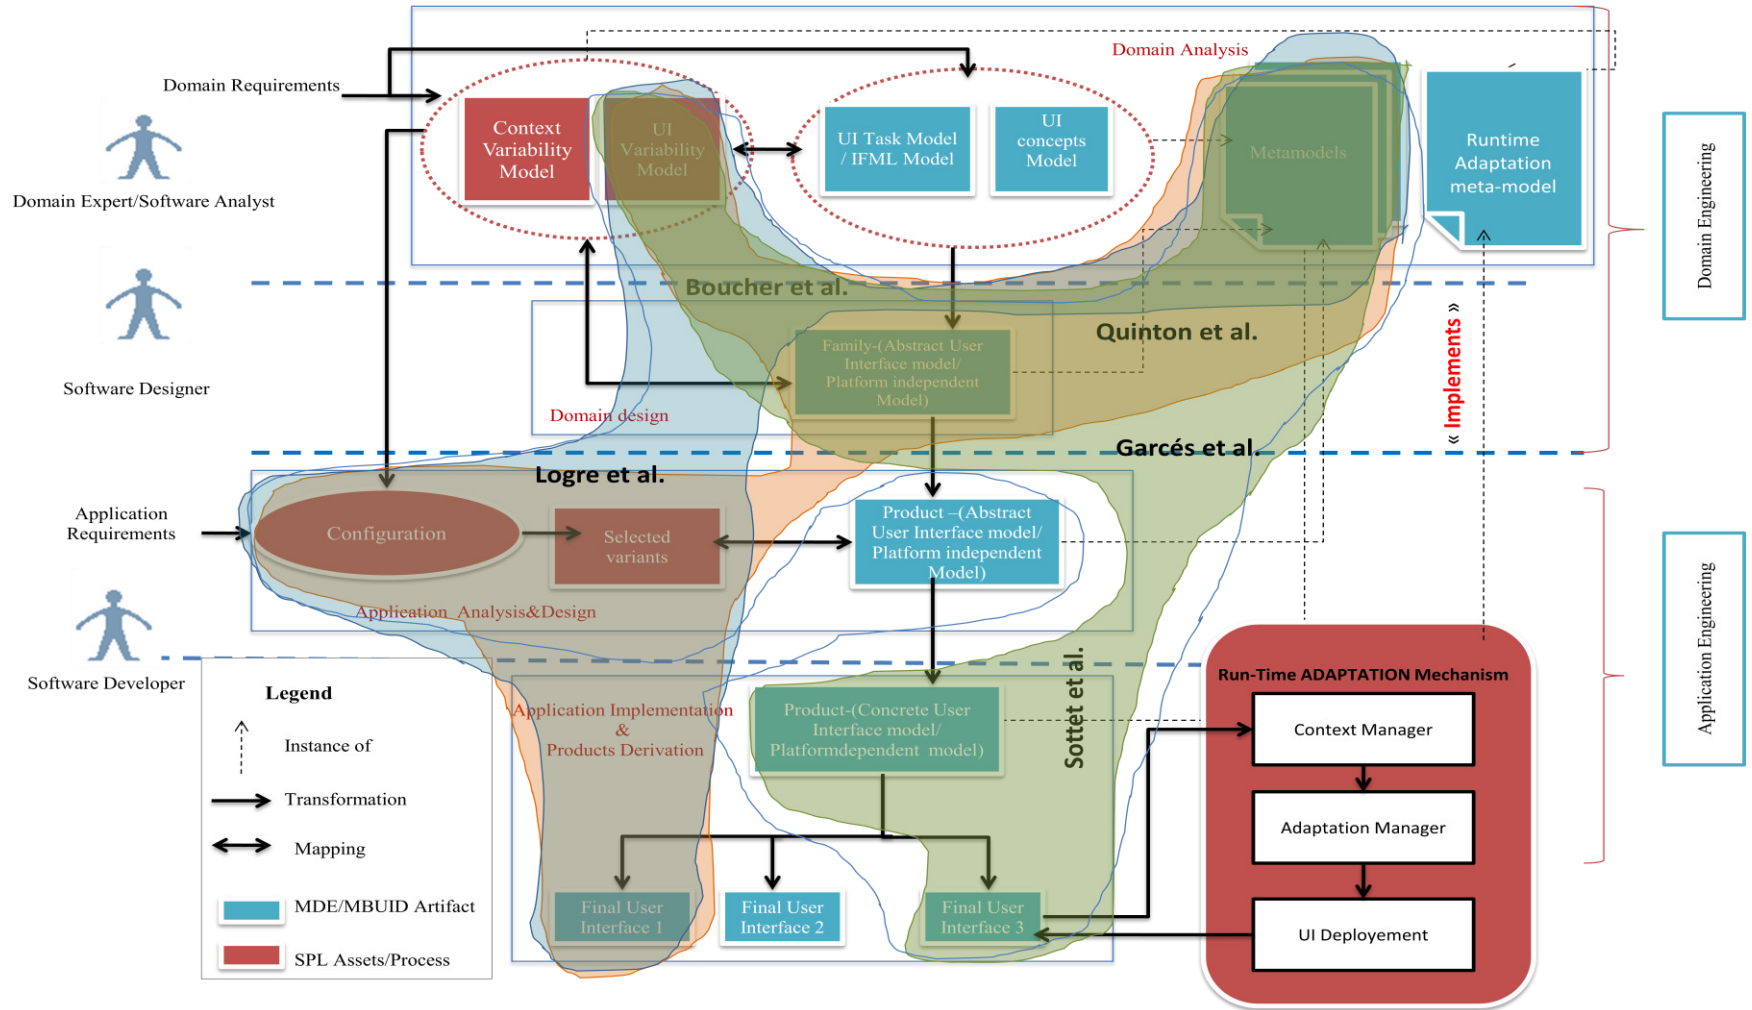 Domain Analysis
Domain Requirements
Context
Variability
Model
UI
Variability
Model
UI Task Model
/ IFML Model
UI
concepts
Model
Metamodels
Runtime
Adaptation
meta-model
Domain Expert/Software Analyst
Domain Engineering
Boucher et al.
Quinton et al.
« Implements »
Software Designer
Family-(Abstract User
Interface model/
Platform independent
Model)
Domain design
Garcés et al.
Logre et al.
Application
Requirements
Configuration
Selected
variants
Product –(Abstract
User Interface model/
Platform independent
Model)
Application Analysis&Design
Software Developer
Application Engineering
Legend
Instance of
Transformation
Mapping
MDE/MBUID Artifact
SPL Assets/Process
Application Implementation
&
Products Derivation
Product-(Concrete User
Interface model/
Platformdependent model)
Sottet et al.
Final User
Interface 1
Final User
Interface 2
Final User
Interface 3
Run-Time ADAPTATION Mechanism
Context Manager
Adaptation Manager
UI Deployement